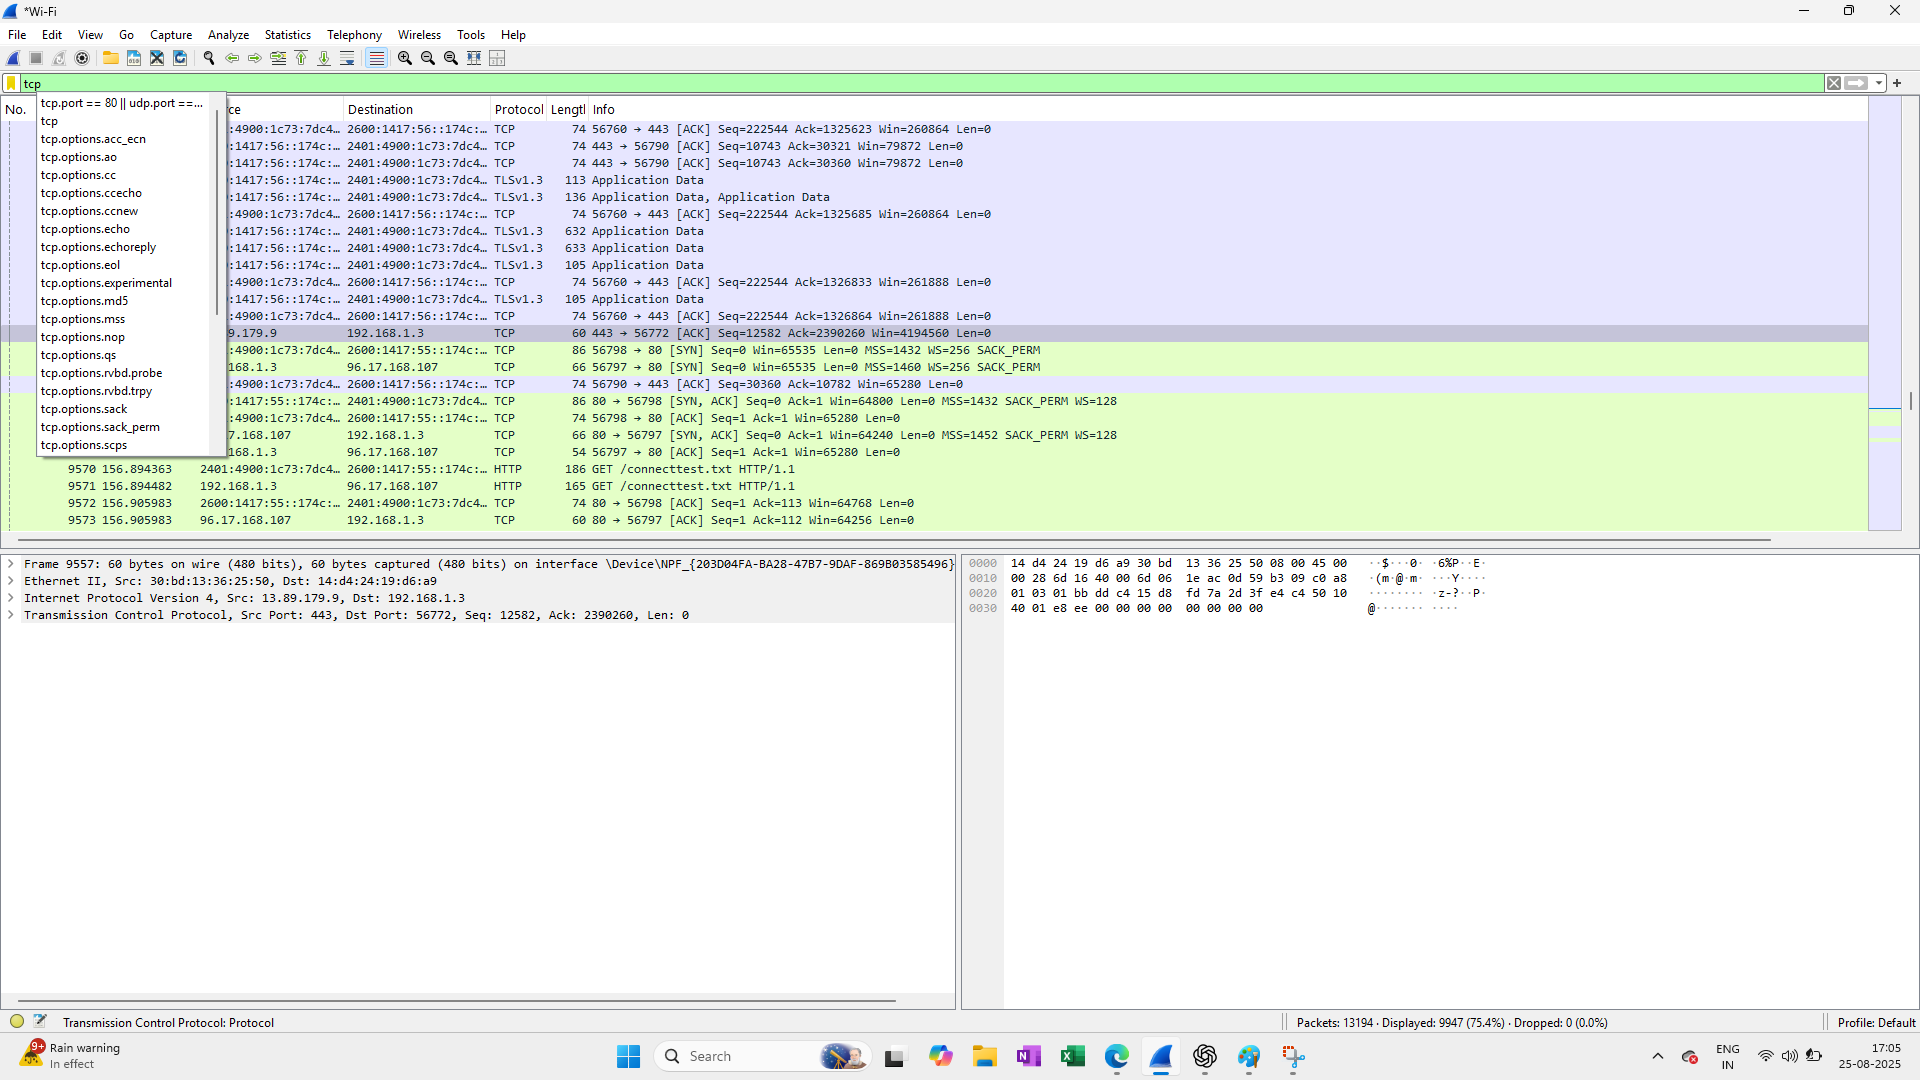 *Wi-Fi
File Edit View Go Capture Analyze Statistics Telephony Wireless Tools Help
tcp
tcp.port == 80 || udp.port ==...
tcp
tcp.options.acc_ecn
tcp.options.ao
tcp.options.cc
tcp.options.ccecho
tcp.options.ccnew
tcp.options.echo
tcp.options.echoreply
tcp.options.eol
tcp.options.experimental
tcp.options.md5
tcp.options.mss
tcp.options.nop
tcp.options.qs
tcp.options.rvbd.probe
tcp.options.rvbd.trpy
tcp.options.sack
tcp.options.sack_perm
tcp.options.scps
No. rce Destination Protocol Lengtl Info
:4900:1c73:7dc4… 2600:1417:56::174c:… TCP 74 56760 → 443 [ACK] Seq=222544 Ack=1325623 Win=260864 Len=0
:1417:56::174c:… 2401:4900:1c73:7dc4… TCP 74 443 → 56790 [ACK] Seq=10743 Ack=30321 Win=79872 Len=0
:1417:56::174c:… 2401:4900:1c73:7dc4… TCP 74 443 → 56790 [ACK] Seq=10743 Ack=30360 Win=79872 Len=0
:1417:56::174c:… 2401:4900:1c73:7dc4… TLSv1.3 113 Application Data
:1417:56::174c:… 2401:4900:1c73:7dc4… TLSv1.3 136 Application Data, Application Data
:4900:1c73:7dc4… 2600:1417:56::174c:… TCP 74 56760 → 443 [ACK] Seq=222544 Ack=1325685 Win=260864 Len=0
:1417:56::174c:… 2401:4900:1c73:7dc4… TLSv1.3 632 Application Data
:1417:56::174c:… 2401:4900:1c73:7dc4… TLSv1.3 633 Application Data
:1417:56::174c:… 2401:4900:1c73:7dc4… TLSv1.3 105 Application Data
:4900:1c73:7dc4… 2600:1417:56::174c:… TCP 74 56760 → 443 [ACK] Seq=222544 Ack=1326833 Win=261888 Len=0
:1417:56::174c:… 2401:4900:1c73:7dc4… TLSv1.3 105 Application Data
:4900:1c73:7dc4… 2600:1417:56::174c:… TCP 74 56760 → 443 [ACK] Seq=222544 Ack=1326864 Win=261888 Len=0
9.179.9 192.168.1.3 TCP 60 443 → 56772 [ACK] Seq=12582 Ack=2390260 Win=4194560 Len=0
:4900:1c73:7dc4… 2600:1417:55::174c:… TCP 86 56798 → 80 [SYN] Seq=0 Win=65535 Len=0 MSS=1432 WS=256 SACK_PERM
.168.1.3 96.17.168.107 TCP 66 56797 → 80 [SYN] Seq=0 Win=65535 Len=0 MSS=1460 WS=256 SACK_PERM
:4900:1c73:7dc4… 2600:1417:56::174c:… TCP 74 56790 → 443 [ACK] Seq=30360 Ack=10782 Win=65280 Len=0
:1417:55::174c:… 2401:4900:1c73:7dc4… TCP 86 80 → 56798 [SYN, ACK] Seq=0 Ack=1 Win=64800 Len=0 MSS=1432 SACK_PERM WS=128
:4900:1c73:7dc4… 2600:1417:55::174c:… TCP 74 56798 → 80 [ACK] Seq=1 Ack=1 Win=65280 Len=0
.17.168.107 192.168.1.3 TCP 66 80 → 56797 [SYN, ACK] Seq=0 Ack=1 Win=64240 Len=0 MSS=1452 SACK_PERM WS=128
.168.1.3 96.17.168.107 TCP 54 56797 → 80 [ACK] Seq=1 Ack=1 Win=65280 Len=0
9570 156.894363 2401:4900:1c73:7dc4… 2600:1417:55::174c:… HTTP 186 GET /connecttest.txt HTTP/1.1
9571 156.894482 192.168.1.3 96.17.168.107 HTTP 165 GET /connecttest.txt HTTP/1.1
9572 156.905983 2600:1417:55::174c:… 2401:4900:1c73:7dc4… TCP 74 80 → 56798 [ACK] Seq=1 Ack=113 Win=64768 Len=0
9573 156.905983 96.17.168.107 192.168.1.3 TCP 60 80 → 56797 [ACK] Seq=1 Ack=112 Win=64256 Len=0
Frame 9557: 60 bytes on wire (480 bits), 60 bytes captured (480 bits) on interface \Device\NPF_{203D04FA-BA28-47B7-9DAF-869B03585496}
Ethernet II, Src: 30:bd:13:36:25:50, Dst: 14:d4:24:19:d6:a9
Internet Protocol Version 4, Src: 13.89.179.9, Dst: 192.168.1.3
Transmission Control Protocol, Src Port: 443, Dst Port: 56772, Seq: 12582, Ack: 2390260, Len: 0
0000 14 d4 24 19 d6 a9 30 bd 13 36 25 50 08 00 45 00 ··$···0· ·6%P··E·
0010 00 28 6d 16 40 00 6d 06 1e ac 0d 59 b3 09 c0 a8 ·(m·@·m· ···Y····
0020 01 03 01 bb dd c4 15 d8 fd 7a 2d 3f e4 c4 50 10 ········ ·z-?··P·
0030 40 01 e8 ee 00 00 00 00 00 00 00 00 @······· ····
Transmission Control Protocol: Protocol
Packets: 13194 · Displayed: 9947 (75.4%) · Dropped: 0 (0.0%)
Profile: Default
9+
Rain warning
In effect
Search
ENG
IN
17:05
25-08-2025